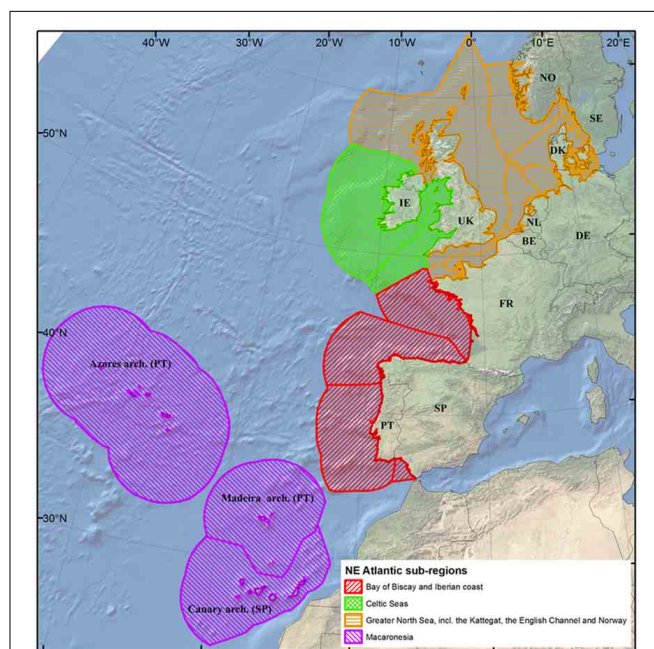 40°W 30°W 20°W 10°W 0° 10°E 20°E 22°E
NO
SE
50°N
DK
IE
UK
NL
BE
DE
FR
40°N
Azores arch. (PT)
PT
SP
Madeira arch. (PT)
30°N
NE Atlantic sub-regions
Bay of Biscay and Iberian coast
Celtic Seas
Greater North Sea, incl. the Kattegat, the English Channel and Norway
Macaronesia
Canary arch. (SP)